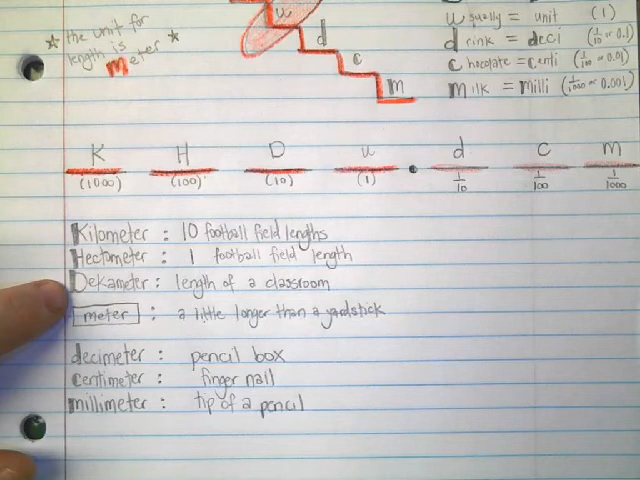 * the unit for length is meter *
u
d
c
m
u sually = unit (1)
d rink = deci (1/10 or 0.1)
c hocolate = centi (1/100 or 0.01)
m ilk = milli (1/1000 or 0.001)
K H D u . d c m
(1000) (100) (10) (1) 1/10 1/100 1/1000
Kilometer : 10 football field lengths
Hectometer : 1 football field length
Dekameter : length of a classroom
meter : a little longer than a yardstick
decimeter : pencil box
centimeter : finger nail
millimeter : tip of a pencil